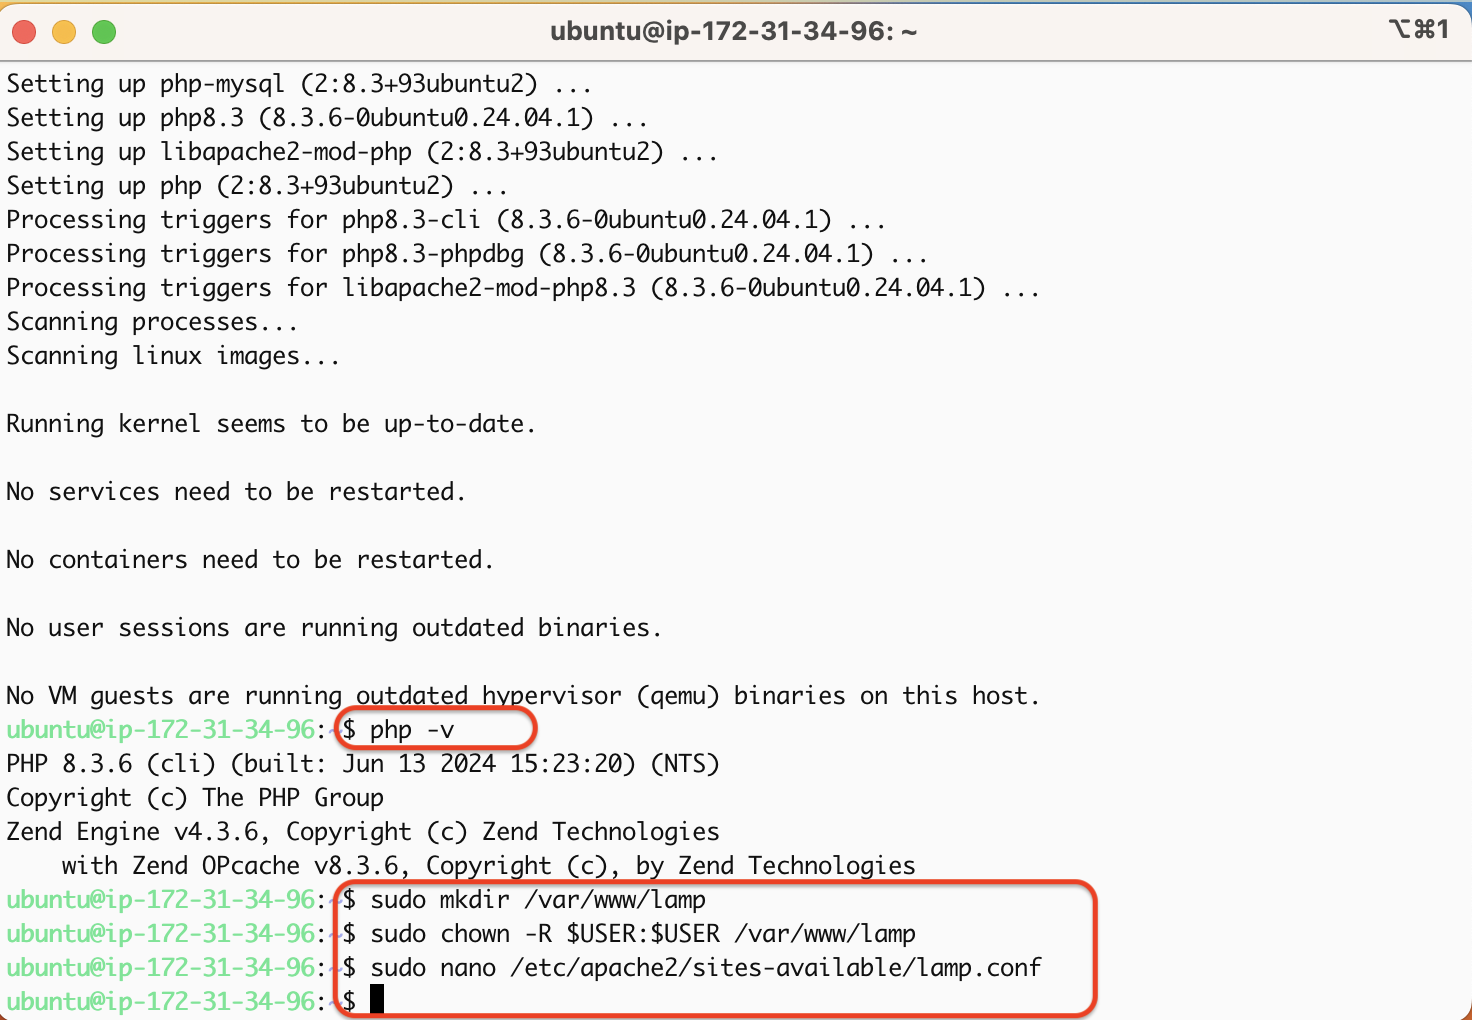 ubuntu@ip-172-31-34-96: ~
⌥⌘1
Setting up php-mysql (2:8.3+93ubuntu2) ...
Setting up php8.3 (8.3.6-0ubuntu0.24.04.1) ...
Setting up libapache2-mod-php (2:8.3+93ubuntu2) ...
Setting up php (2:8.3+93ubuntu2) ...
Processing triggers for php8.3-cli (8.3.6-0ubuntu0.24.04.1) ...
Processing triggers for php8.3-phpdbg (8.3.6-0ubuntu0.24.04.1) ...
Processing triggers for libapache2-mod-php8.3 (8.3.6-0ubuntu0.24.04.1) ...
Scanning processes...
Scanning linux images...
Running kernel seems to be up-to-date.
No services need to be restarted.
No containers need to be restarted.
No user sessions are running outdated binaries.
No VM guests are running outdated hypervisor (qemu) binaries on this host.
ubuntu@ip-172-31-34-96:~$ php -v
PHP 8.3.6 (cli) (built: Jun 13 2024 15:23:20) (NTS)
Copyright (c) The PHP Group
Zend Engine v4.3.6, Copyright (c) Zend Technologies
    with Zend OPcache v8.3.6, Copyright (c), by Zend Technologies
ubuntu@ip-172-31-34-96:~$ sudo mkdir /var/www/lamp
ubuntu@ip-172-31-34-96:~$ sudo chown -R $USER:$USER /var/www/lamp
ubuntu@ip-172-31-34-96:~$ sudo nano /etc/apache2/sites-available/lamp.conf
ubuntu@ip-172-31-34-96:~$